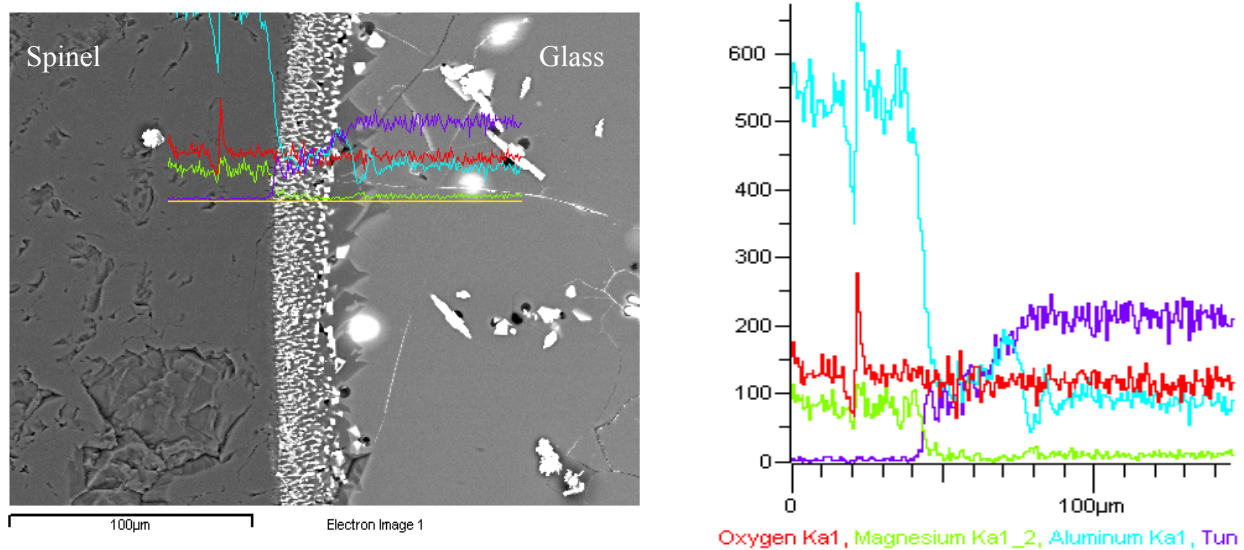 Spinel
Glass
100µm
Electron Image 1
600
500
400
300
200
100
0
0
100µm
Oxygen Ka1, Magnesium Ka1_2, Aluminum Ka1, Tun